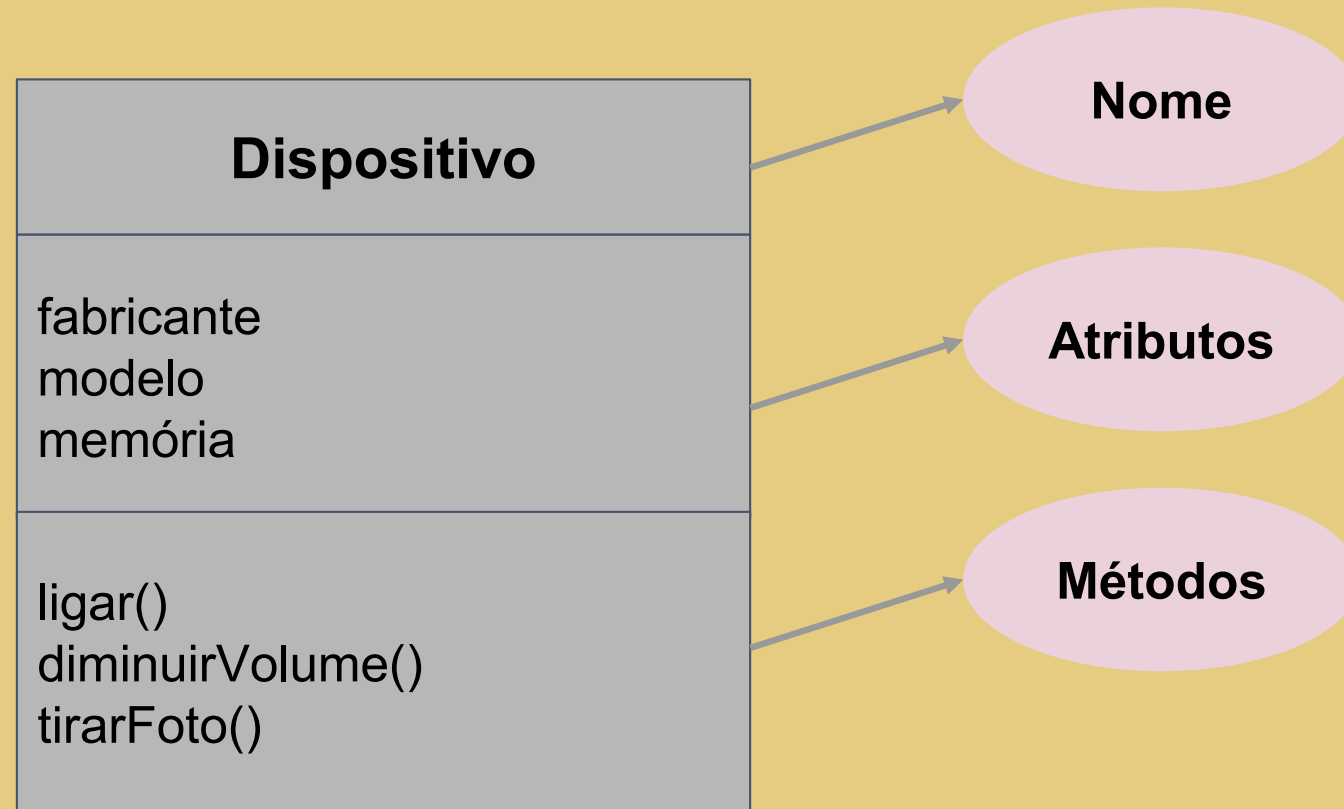 Dispositivo
fabricante
modelo
memória
ligar()
diminuirVolume()
tirarFoto()
Nome
Atributos
Métodos